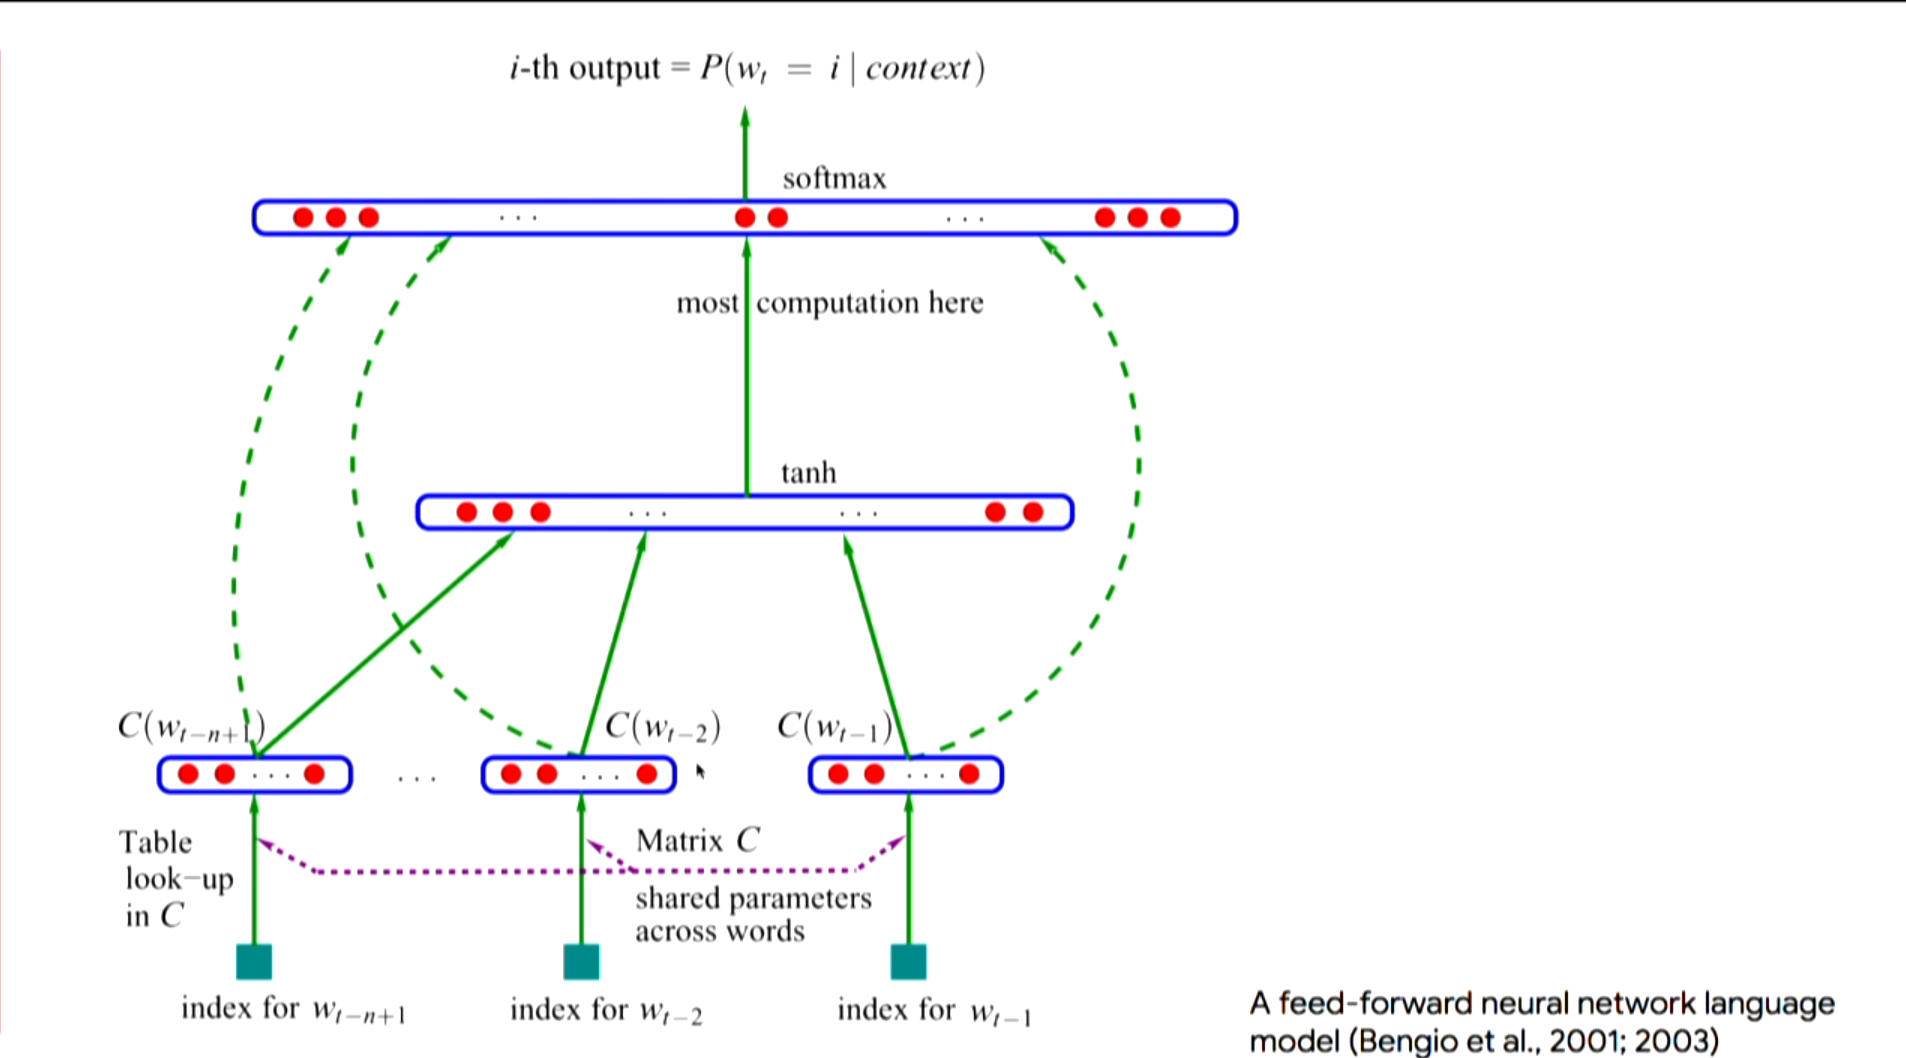 i-th output = P(w_t = i | context)
softmax
. . .
. . .
most computation here
tanh
. . .
. . .
C(w_{t−n+1})
C(w_{t−2})
C(w_{t−1})
. . .
. . .
. . .
. . .
Table
look−up
in C
Matrix C
shared parameters
across words
index for w_{t−n+1}
index for w_{t−2}
index for w_{t−1}
A feed-forward neural network language
model (Bengio et al., 2001; 2003)